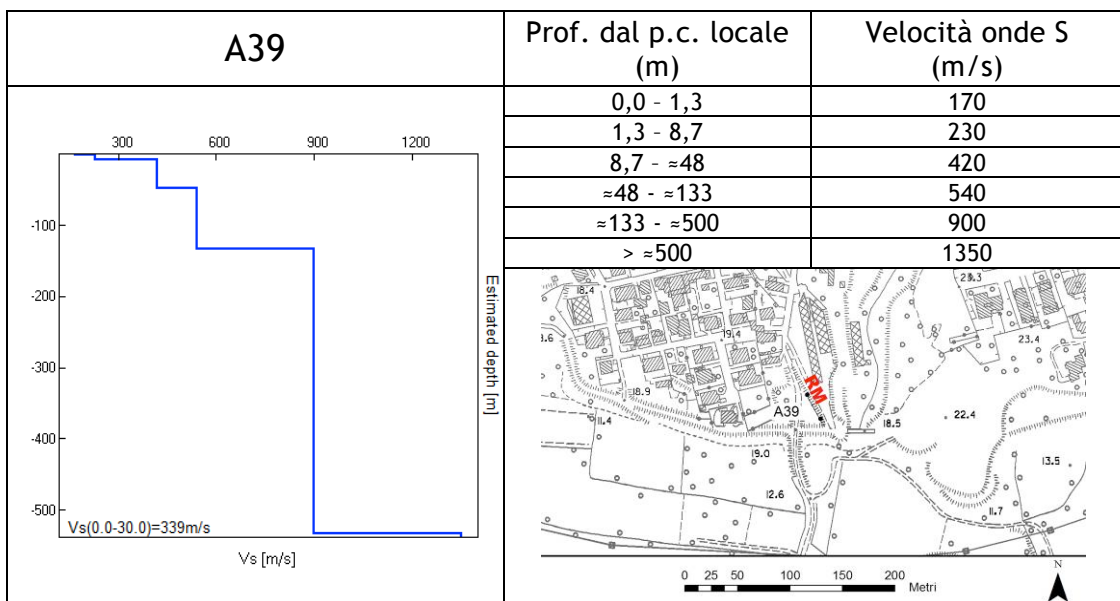 A39
Prof. dal p.c. locale
(m)
Velocità onde S
(m/s)
0,0 – 1,3
170
1,3 – 8,7
230
8,7 – ≈48
420
≈48 - ≈133
540
≈133 - ≈500
900
> ≈500
1350
300
600
900
1200
-100
-200
-300
-400
-500
Estimated depth [m]
Vs(0.0-30.0)=339m/s
Vs [m/s]
18.4
19.4
18.9
11.4
19.0
12.6
RM
A39
18.5
22.4
23.4
13.5
11.7
0 25 50 100 150 200
Metri
N